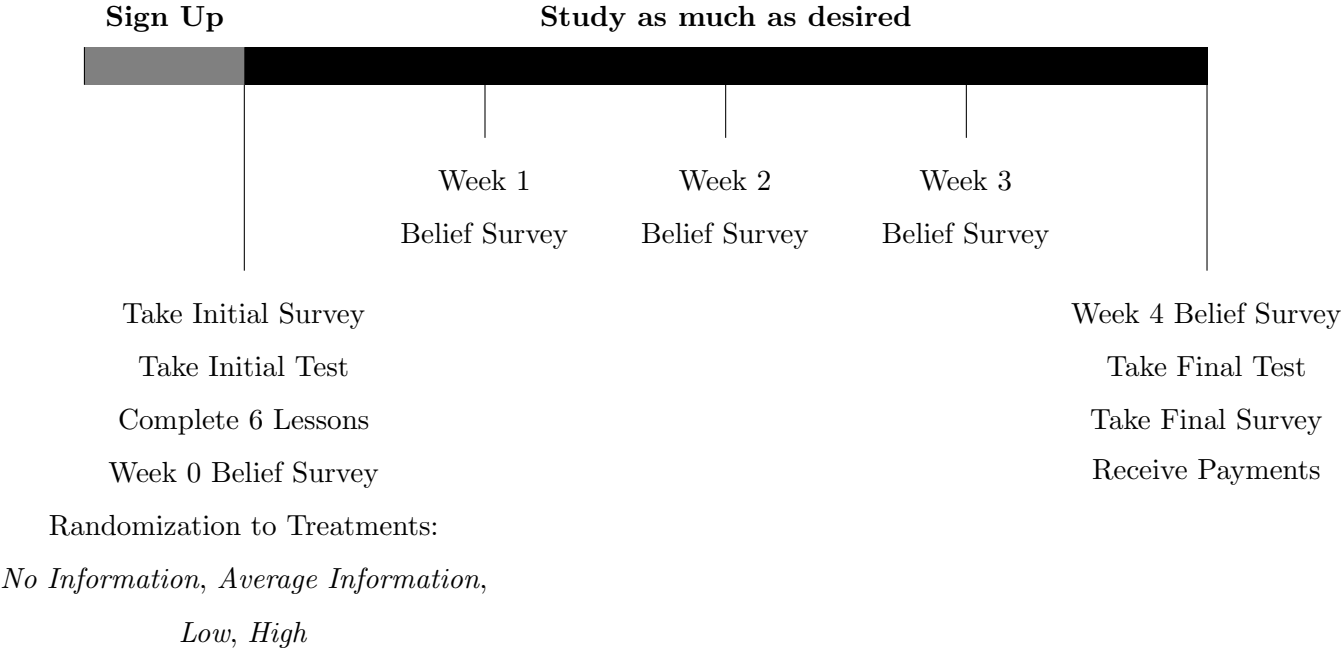 Sign Up
Study as much as desired
Week 1
Belief Survey
Week 2
Belief Survey
Week 3
Belief Survey
Take Initial Survey
Take Initial Test
Complete 6 Lessons
Week 0 Belief Survey
Randomization to Treatments:
No Information, Average Information,
Low, High
Week 4 Belief Survey
Take Final Test
Take Final Survey
Receive Payments